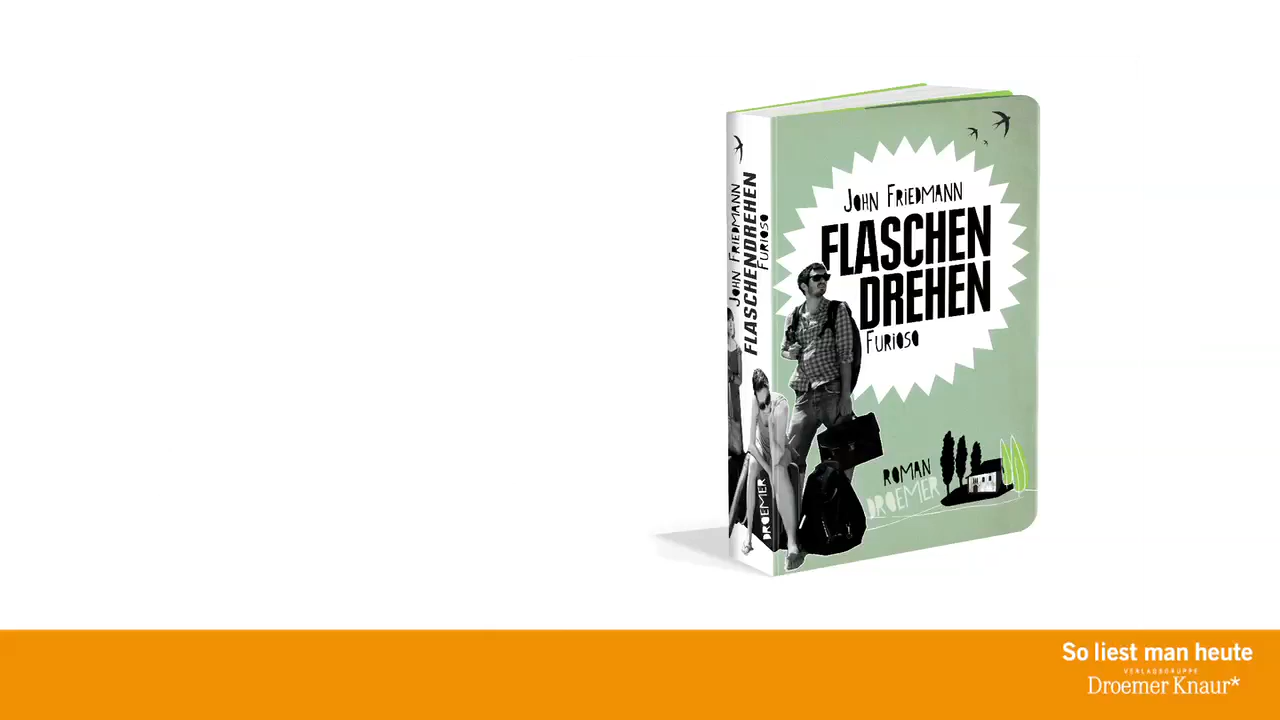 JOHN FRIEDMANN
FLASCHENDREHEN
FURIOSO
DROEMER
JOHN FRIEDMANN
FLASCHEN
DREHEN
FURIOSO
ROMAN
DROEMER
So liest man heute
VERLAGSGRUPPE
Droemer Knaur*